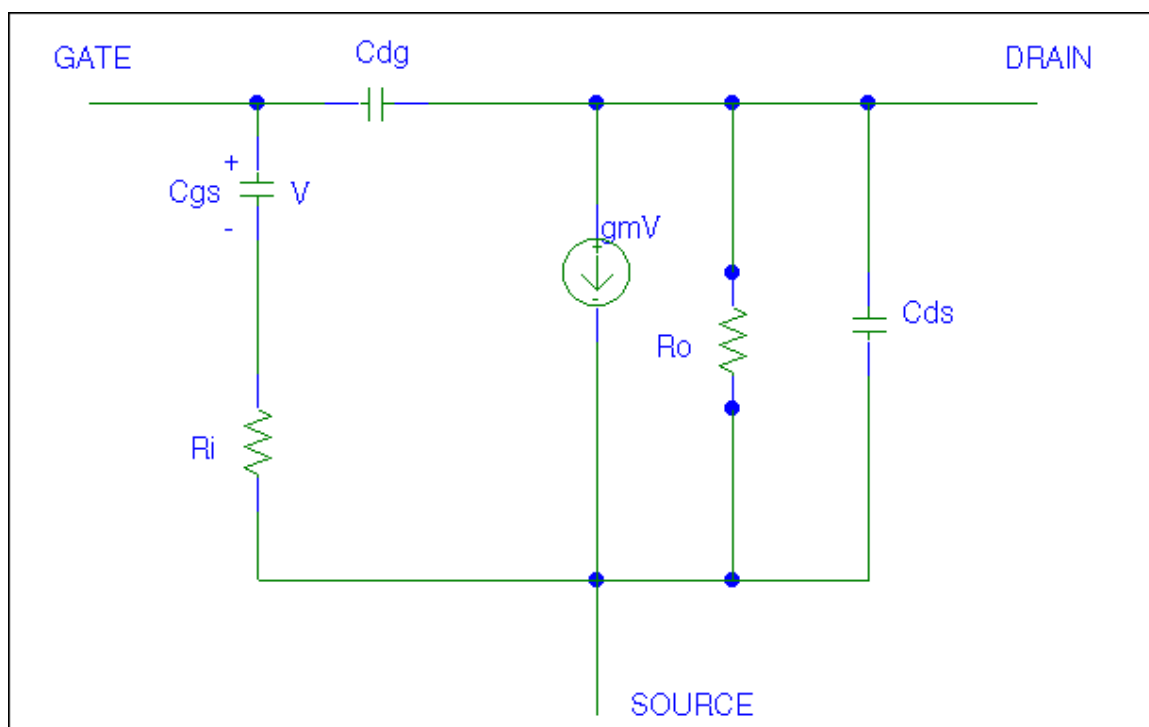 GATE
Cdg
DRAIN
+
Cgs
V
-
gmV
+
-
Ro
Cds
Ri
SOURCE